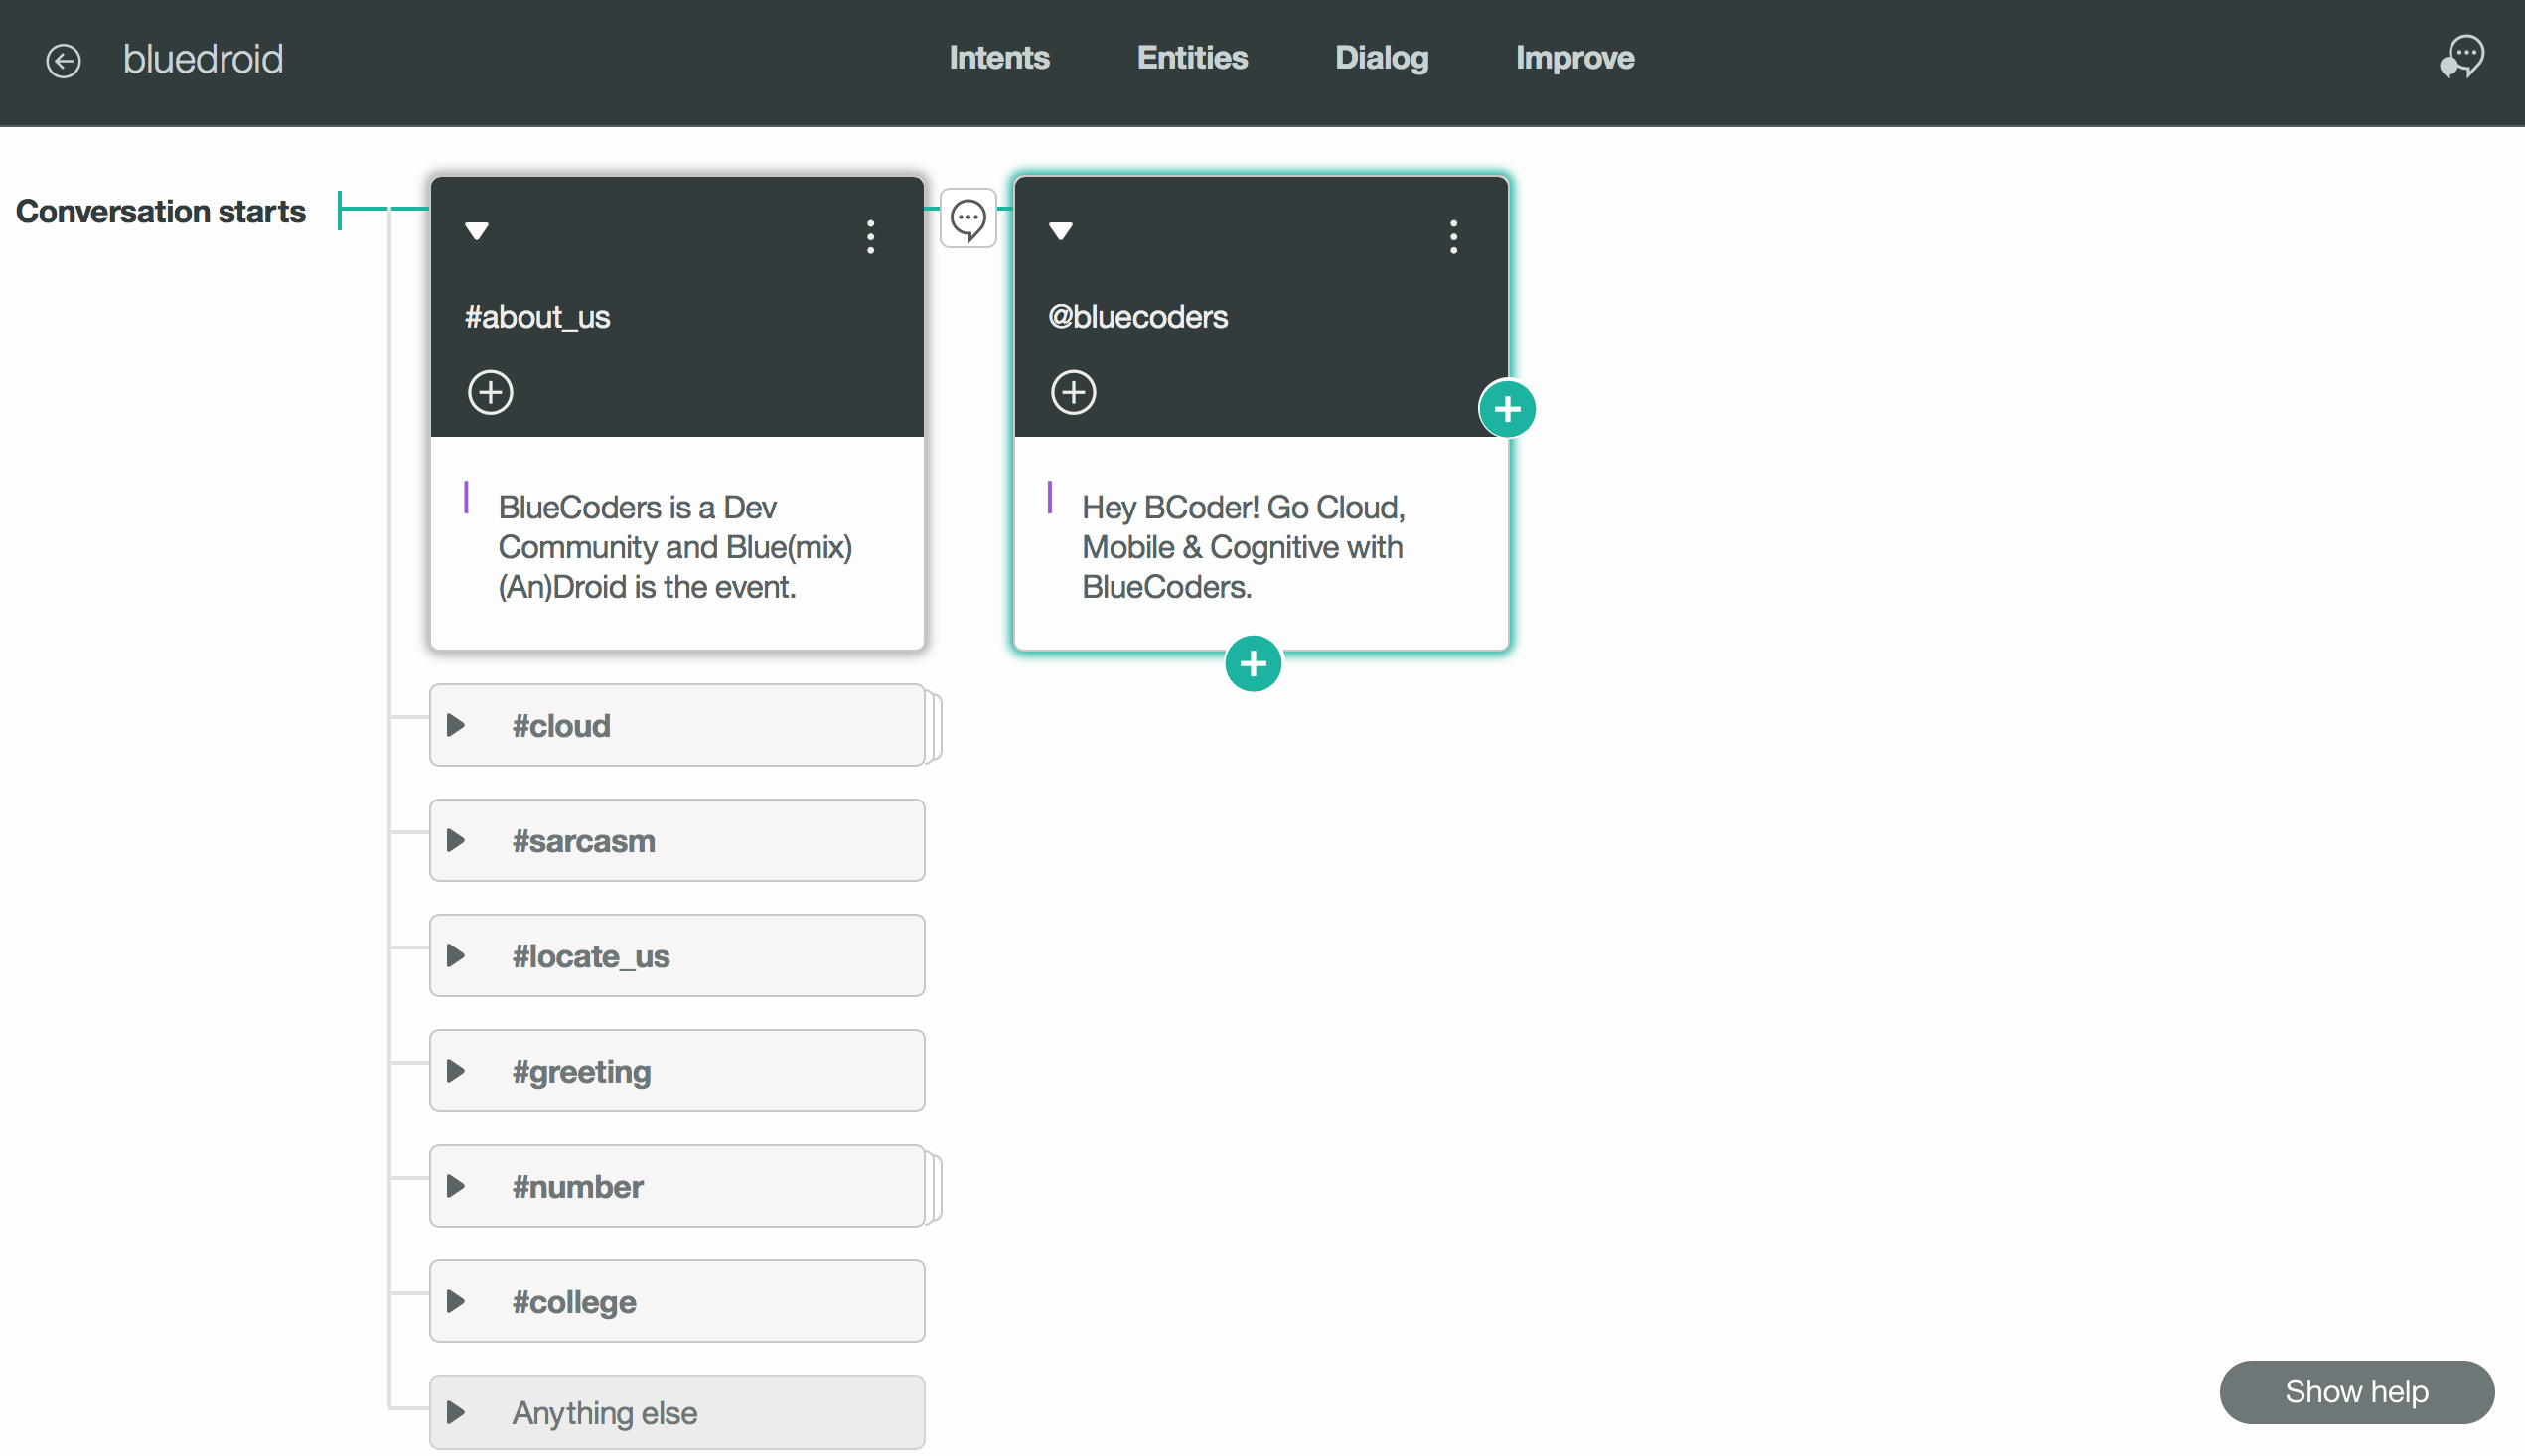 bluedroid
Intents
Entities
Dialog
Improve
Conversation starts
#about_us
BlueCoders is a Dev
Community and Blue(mix)
(An)Droid is the event.
@bluecoders
Hey BCoder! Go Cloud,
Mobile & Cognitive with
BlueCoders.
#cloud
#sarcasm
#locate_us
#greeting
#number
#college
Anything else
Show help